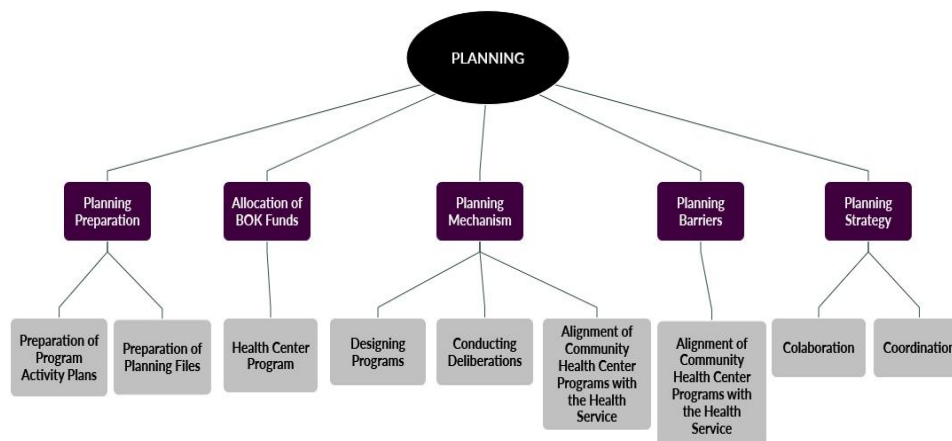 PLANNING
Planning
Preparation
Allocation of
BOK Funds
Planning
Mechanism
Planning
Barriers
Planning
Strategy
Preparation of
Program
Activity Plans
Preparation of
Planning Files
Health Center
Program
Designing
Programs
Conducting
Deliberations
Alignment of
Community
Health Center
Programs with
the Health
Service
Alignment of
Community
Health Center
Programs with
the Health
Service
Colaboration
Coordination